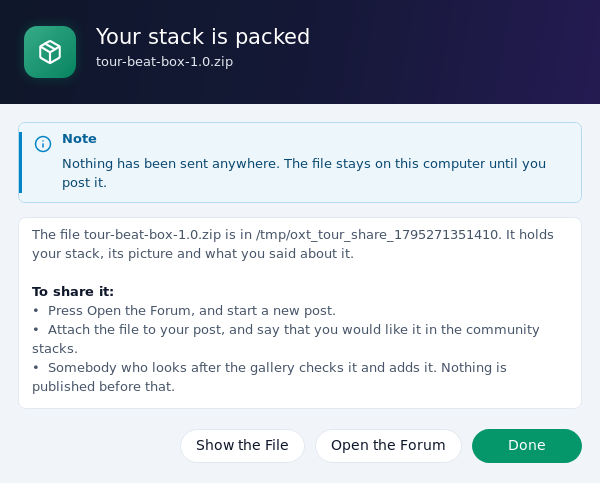 Your stack is packed
tour-beat-box-1.0.zip
Note
Nothing has been sent anywhere. The file stays on this computer until you
post it.
The file tour-beat-box-1.0.zip is in /tmp/oxt_tour_share_1795271351410. It holds
your stack, its picture and what you said about it.
To share it:
•  Press Open the Forum, and start a new post.
•  Attach the file to your post, and say that you would like it in the community
stacks.
•  Somebody who looks after the gallery checks it and adds it. Nothing is
published before that.
Show the File
Open the Forum
Done